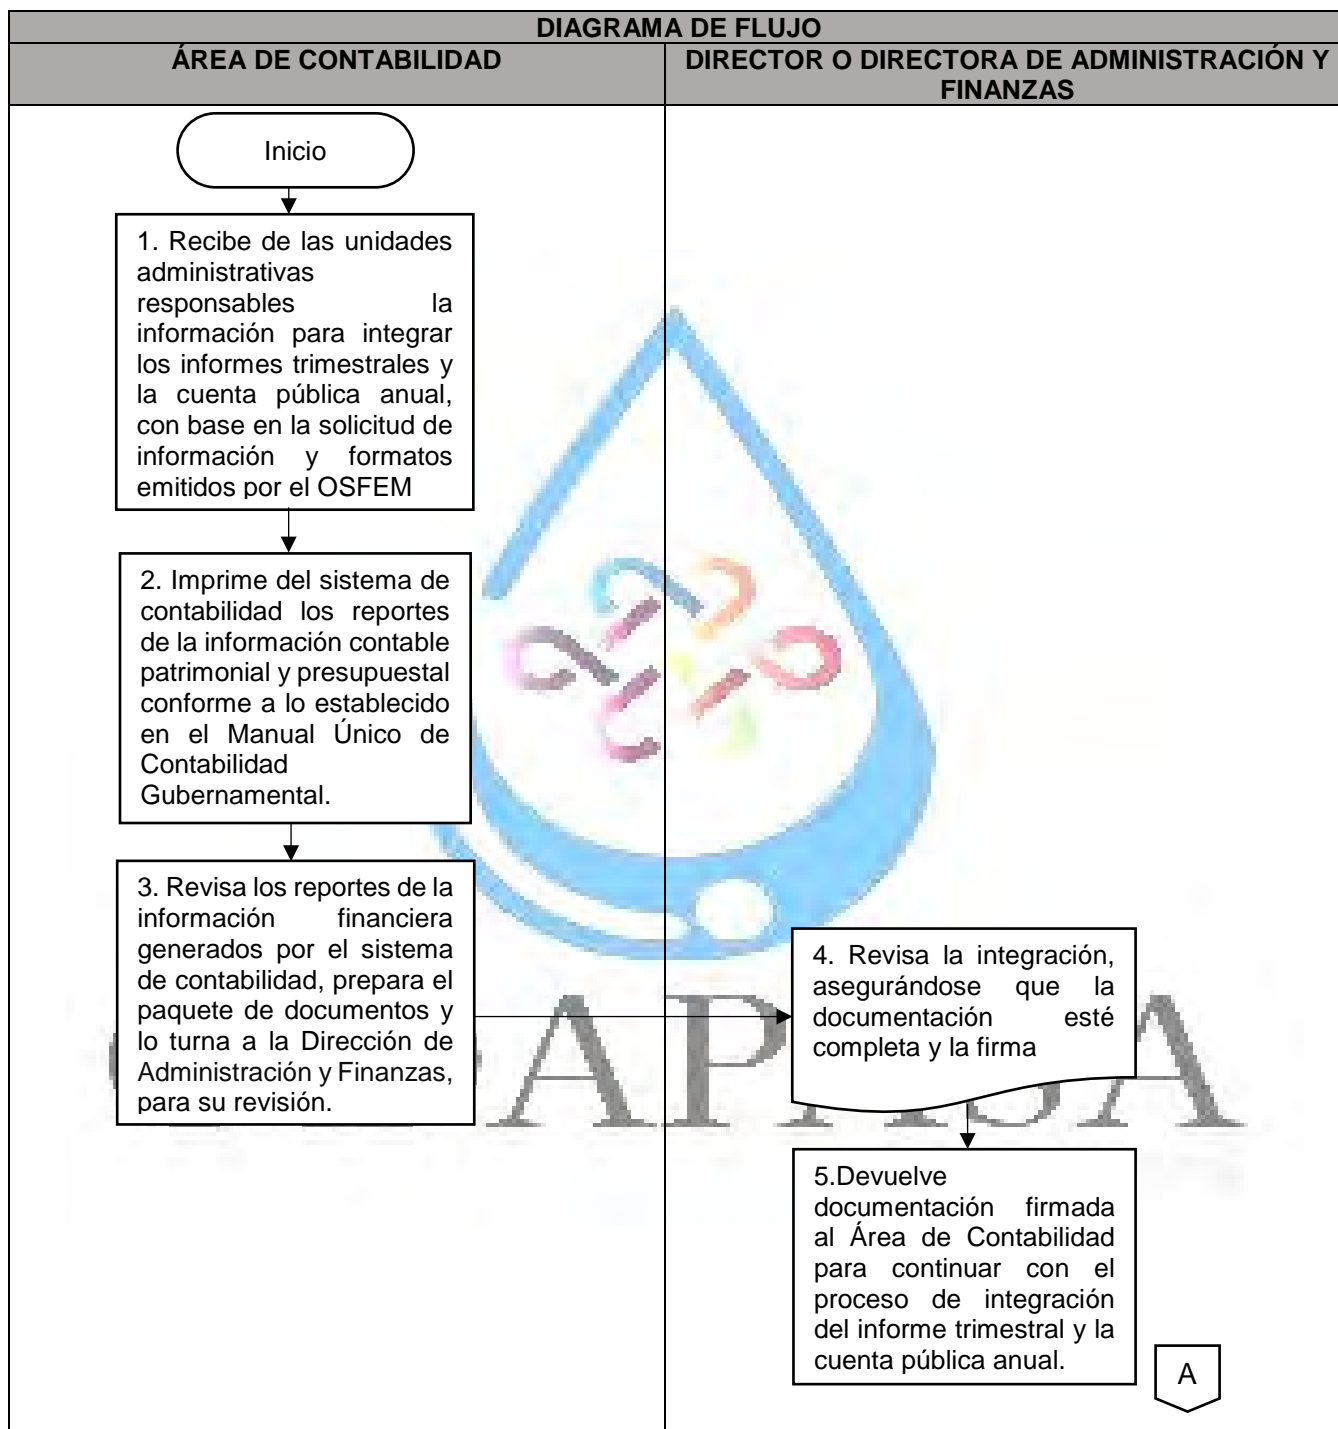 DIAGRAMA DE FLUJO
ÁREA DE CONTABILIDAD
DIRECTOR O DIRECTORA DE ADMINISTRACIÓN Y
FINANZAS
Inicio
1. Recibe de las unidades
administrativas
responsables la
información para integrar
los informes trimestrales y
la cuenta pública anual,
con base en la solicitud de
información y formatos
emitidos por el OSFEM
2. Imprime del sistema de
contabilidad los reportes
de la información contable
patrimonial y presupuestal
conforme a lo establecido
en el Manual Único de
Contabilidad
Gubernamental.
3. Revisa los reportes de la
información financiera
generados por el sistema
de contabilidad, prepara el
paquete de documentos y
lo turna a la Dirección de
Administración y Finanzas,
para su revisión.
4. Revisa la integración,
asegurándose que la
documentación esté
completa y la firma
5.Devuelve
documentación firmada
al Área de Contabilidad
para continuar con el
proceso de integración
del informe trimestral y la
cuenta pública anual.
A